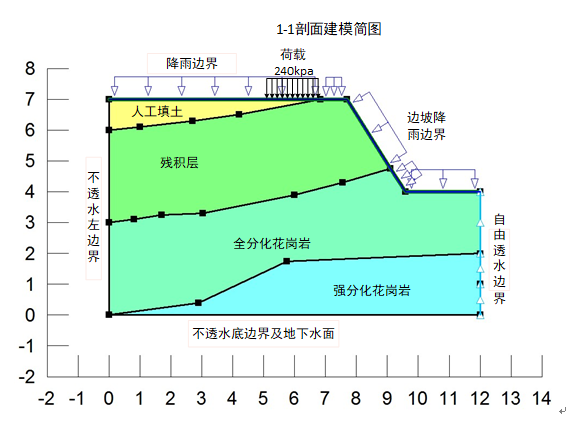 1-1剖面建模简图
荷载
240kpa
降雨边界
8
7
6
5
4
3
2
1
0
-1
-2
人工填土
残积层
边坡降
雨边界
不透水左边界
全分化花岗岩
强分化花岗岩
自由透水边界
不透水底边界及地下水面
-2 -1 0 1 2 3 4 5 6 7 8 9 10 11 12 13 14